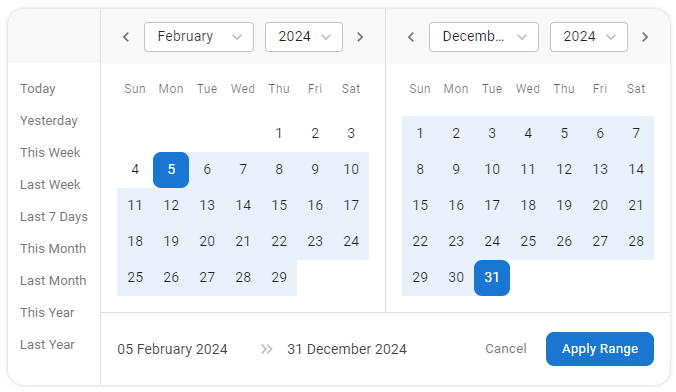 February 2024
Decemb... 2024
Today
Yesterday
This Week
Last Week
Last 7 Days
This Month
Last Month
This Year
Last Year
Sun Mon Tue Wed Thu Fri Sat
1 2 3
4 5 6 7 8 9 10
11 12 13 14 15 16 17
18 19 20 21 22 23 24
25 26 27 28 29
Sun Mon Tue Wed Thu Fri Sat
1 2 3 4 5 6 7
8 9 10 11 12 13 14
15 16 17 18 19 20 21
22 23 24 25 26 27 28
29 30 31
05 February 2024 31 December 2024
Cancel Apply Range